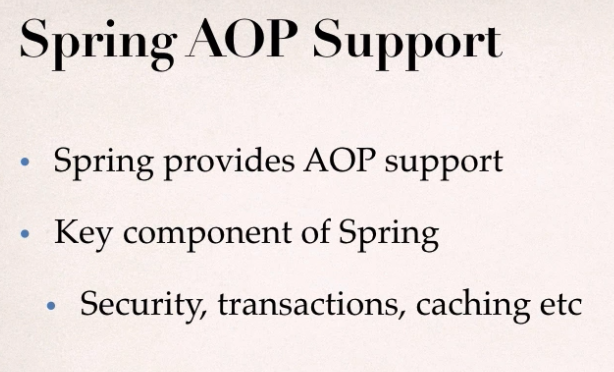 Spring AOP Support
• Spring provides AOP support
• Key component of Spring
• Security, transactions, caching etc